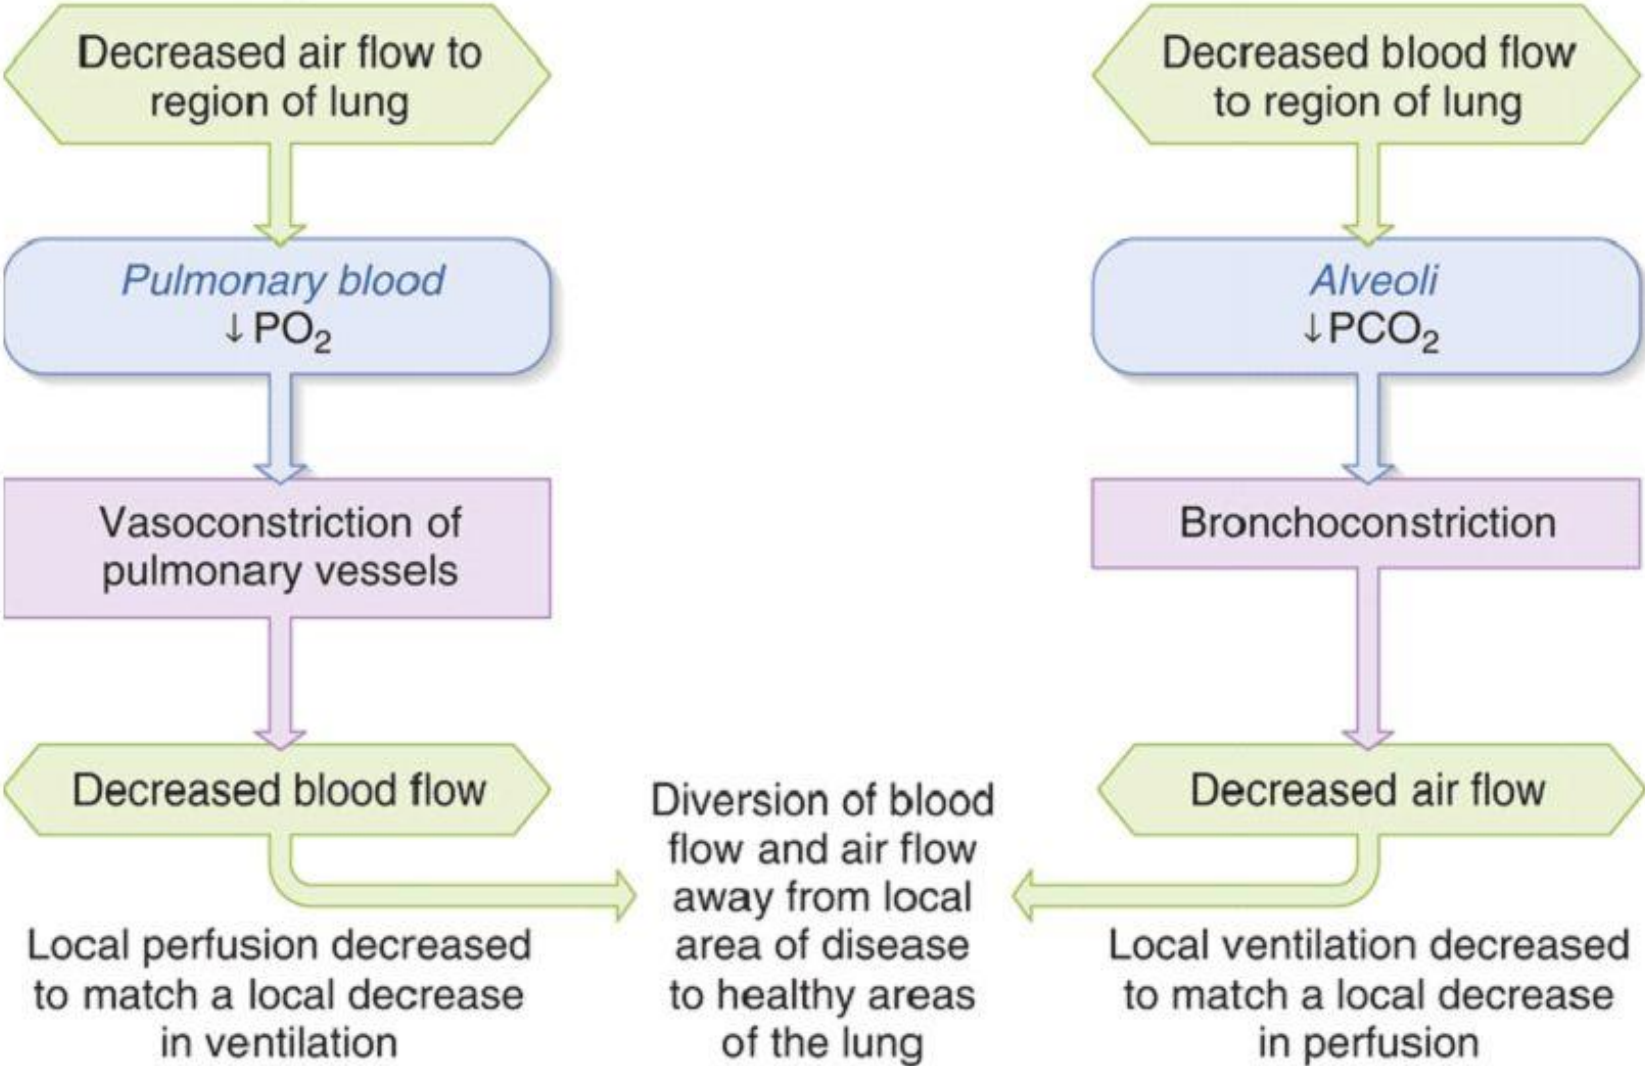 Decreased air flow to
region of lung
Pulmonary blood
↓PO₂
Vasoconstriction of
pulmonary vessels
Decreased blood flow
Local perfusion decreased
to match a local decrease
in ventilation
Diversion of blood
flow and air flow
away from local
area of disease
to healthy areas
of the lung
Decreased blood flow
to region of lung
Alveoli
↓PCO₂
Bronchoconstriction
Decreased air flow
Local ventilation decreased
to match a local decrease
in perfusion